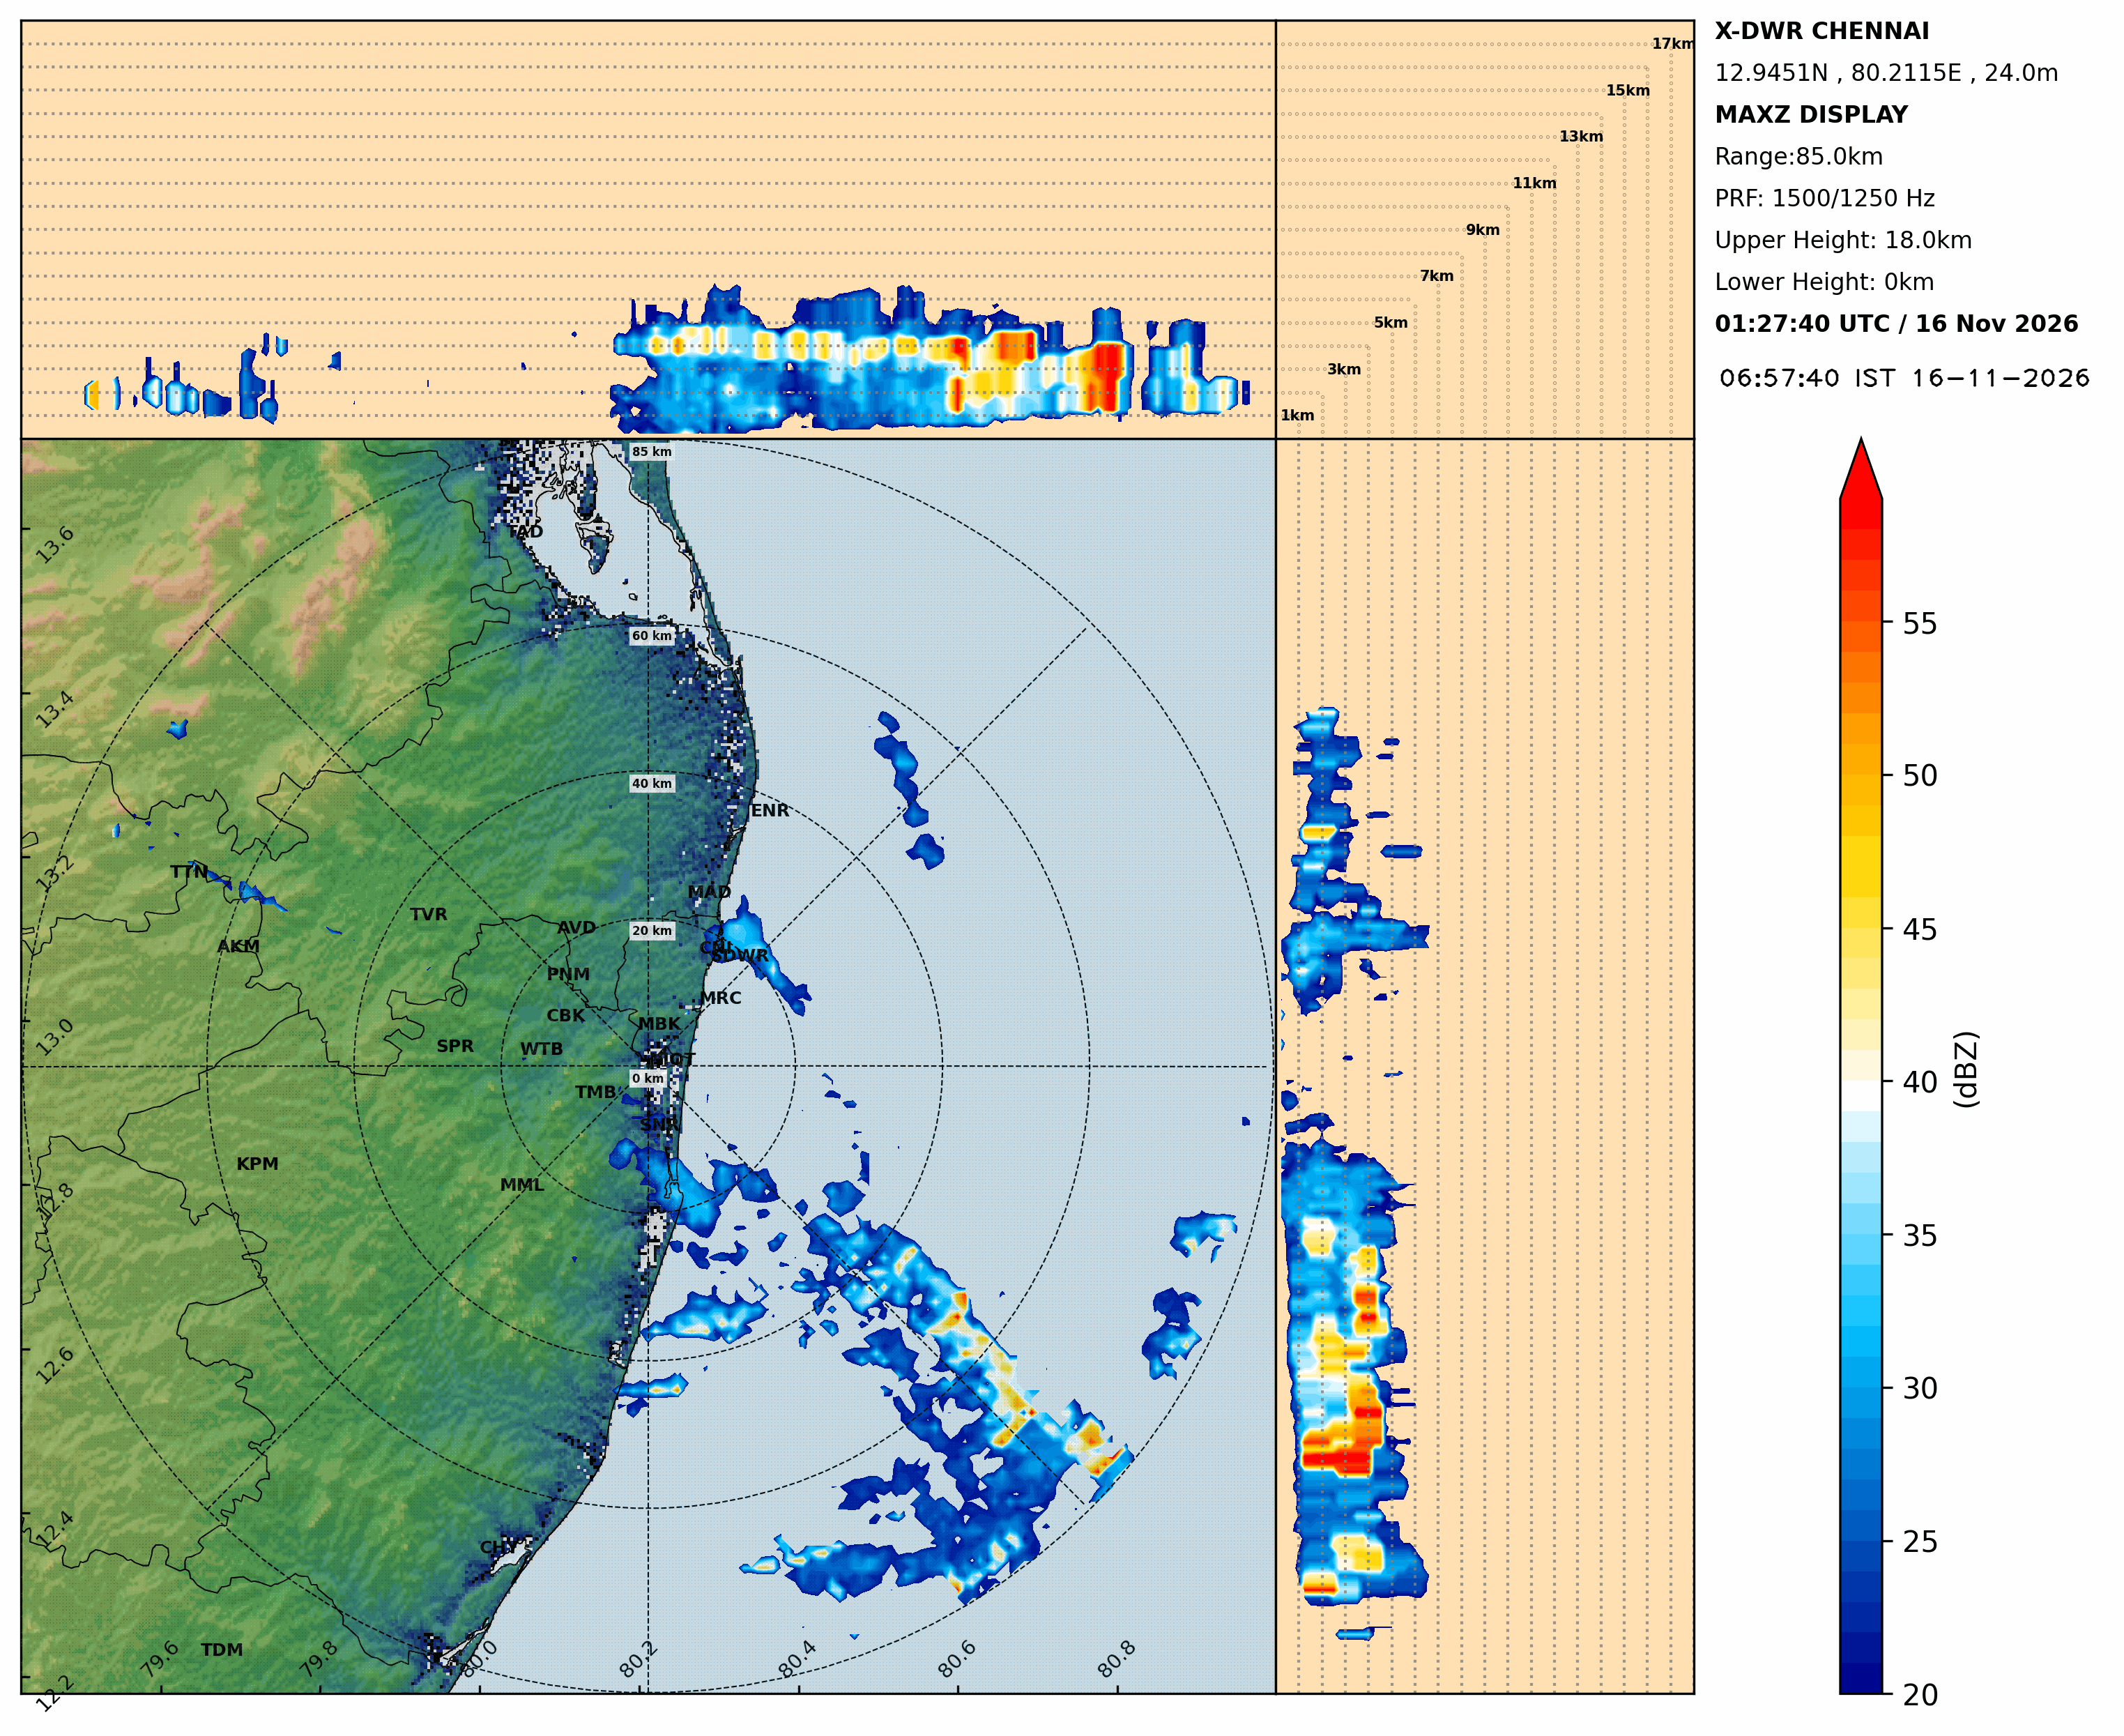 X-DWR CHENNAI
12.9451N , 80.2115E , 24.0m
MAXZ DISPLAY
Range:85.0km
PRF: 1500/1250 Hz
Upper Height: 18.0km
Lower Height: 0km
01:27:40 UTC / 16 Nov 2026
06:57:40 IST 16-11-2026
17km
15km
13km
11km
9km
7km
5km
3km
1km
85 km
60 km
40 km
20 km
0 km
TAD
ENR
MAD
TTN
TVR
AVD
AKM
SDWR
PNM
MRC
CBK
MBK
SPR
WTB
TMB
SNR
KPM
MML
CHY
TDM
13.6
13.4
13.2
13.0
12.8
12.6
12.4
12.2
79.6
79.8
80.0
80.2
80.4
80.6
80.8
55
50
45
40
35
30
25
20
(dBZ)